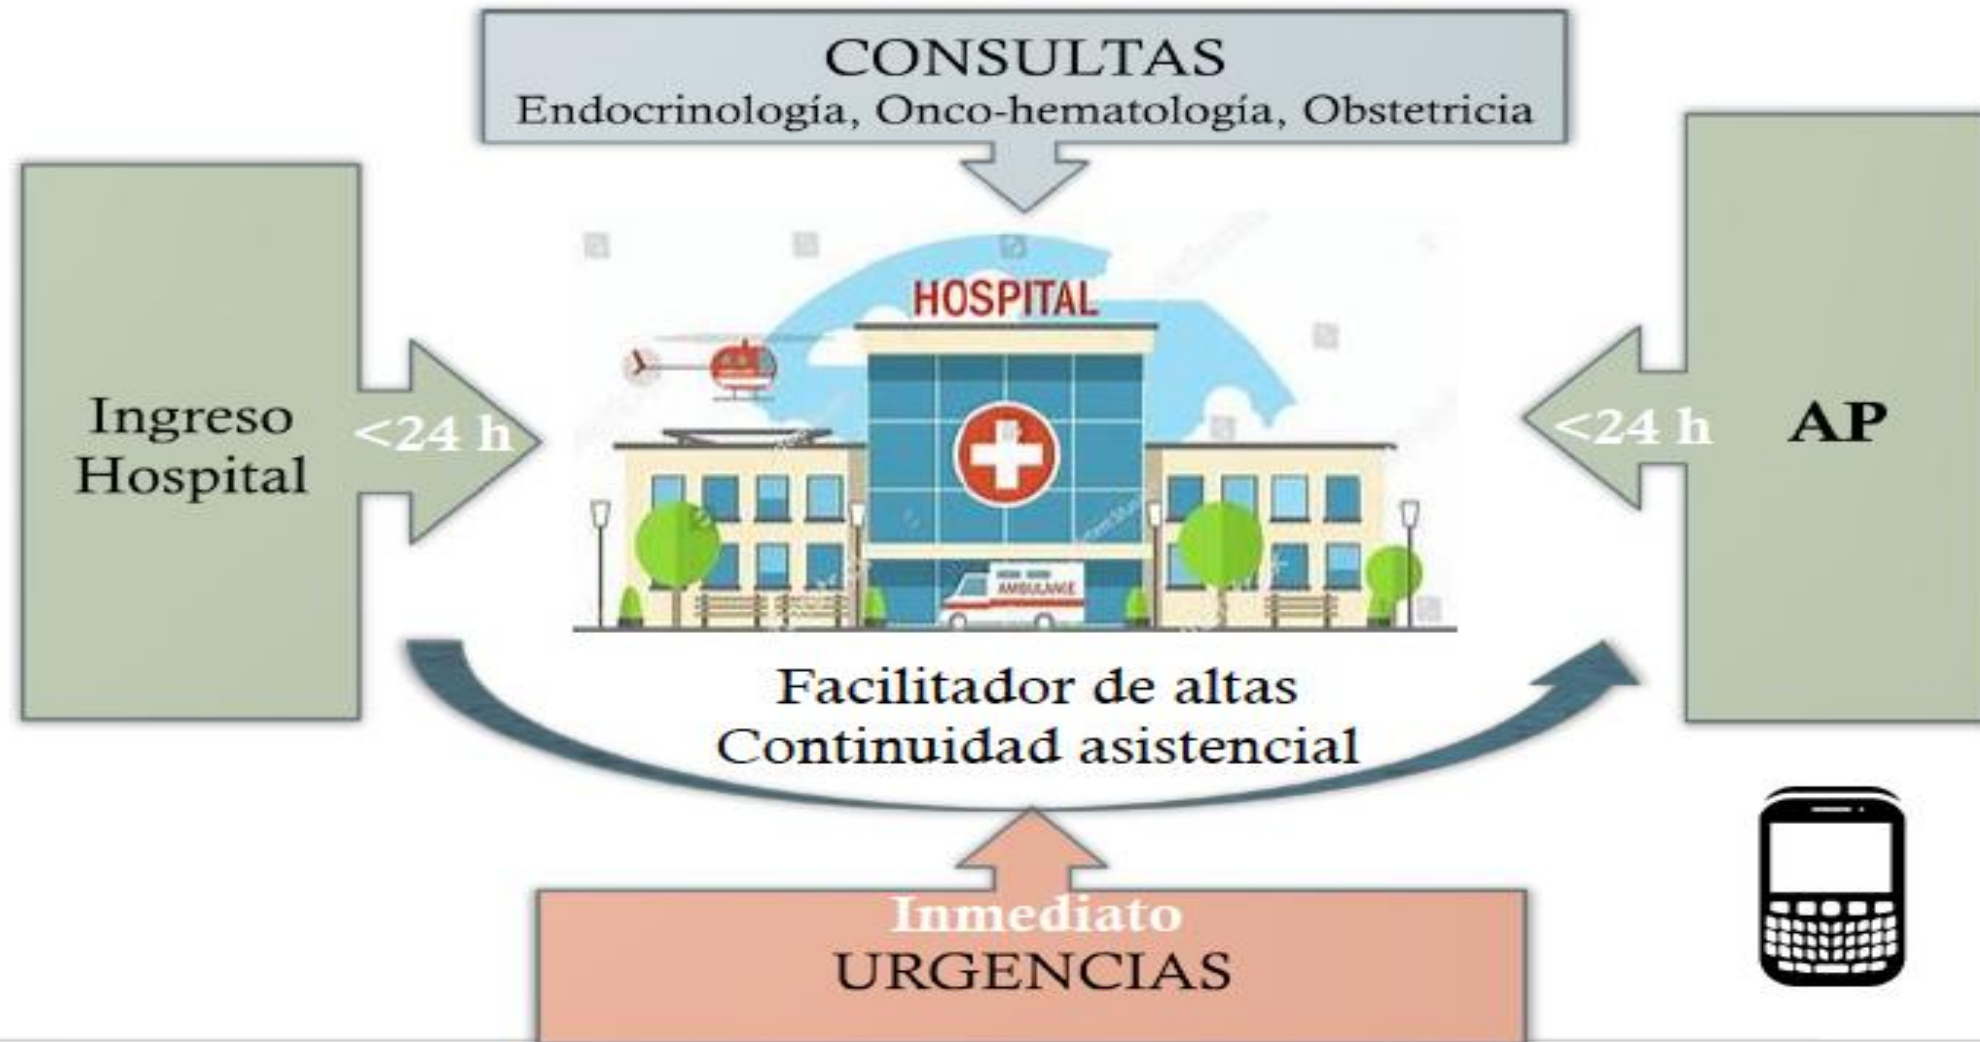 CONSULTAS
Endocrinología, Onco-hematología, Obstetricia
Ingreso
Hospital
<24 h
HOSPITAL
AMBULANCE
<24 h
AP
Facilitador de altas
Continuidad asistencial
Inmediato
URGENCIAS